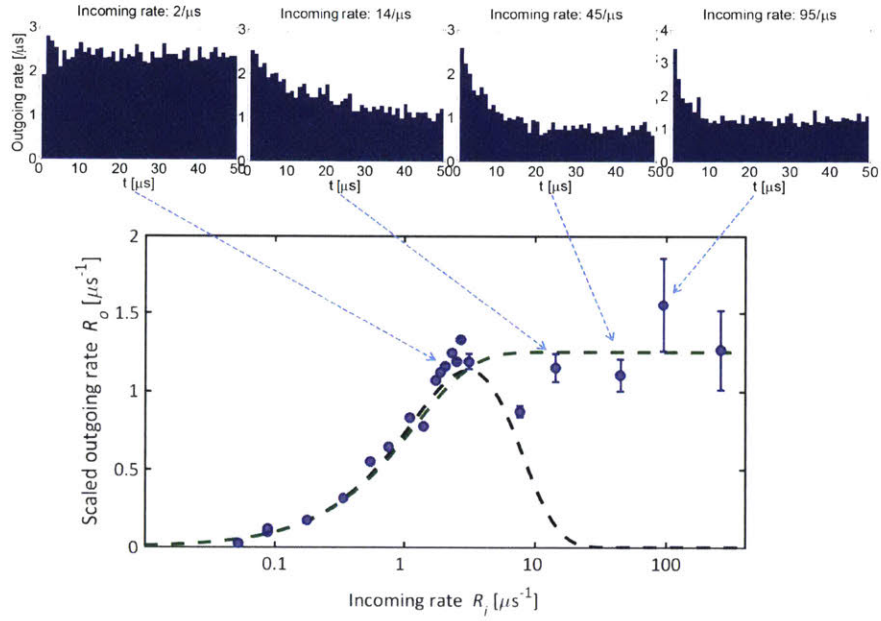 Incoming rate: 2/μs
Incoming rate: 14/μs
Incoming rate: 45/μs
Incoming rate: 95/μs
Outgoing rate [/μs]
3
2
1
0
0 10 20 30 40 50
t [μs]
3
2
1
0
0 10 20 30 40 50
t [μs]
3
2
1
0
0 10 20 30 40 50
t [μs]
4
3
2
1
0
0 10 20 30 40 50
t [μs]
Scaled outgoing rate R_o [μs⁻¹]
2
1.5
1
0.5
0
0.1 1 10 100
Incoming rate R_i [μs⁻¹]